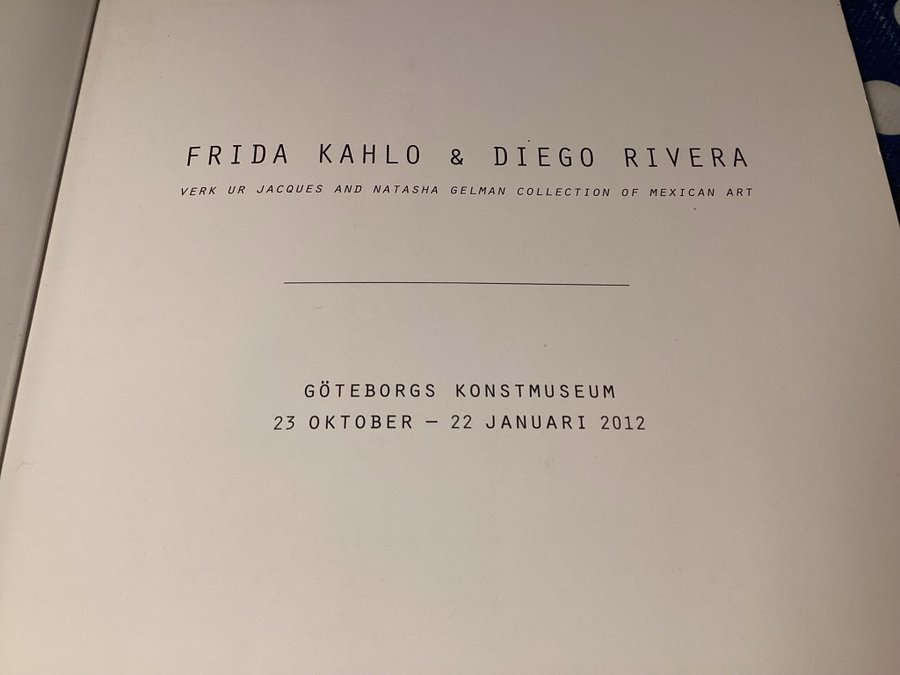 FRIDA KAHLO & DIEGO RIVERA
VERK UR JACQUES AND NATASHA GELMAN COLLECTION OF MEXICAN ART
GÖTEBORGS KONSTMUSEUM
23 OKTOBER – 22 JANUARI 2012